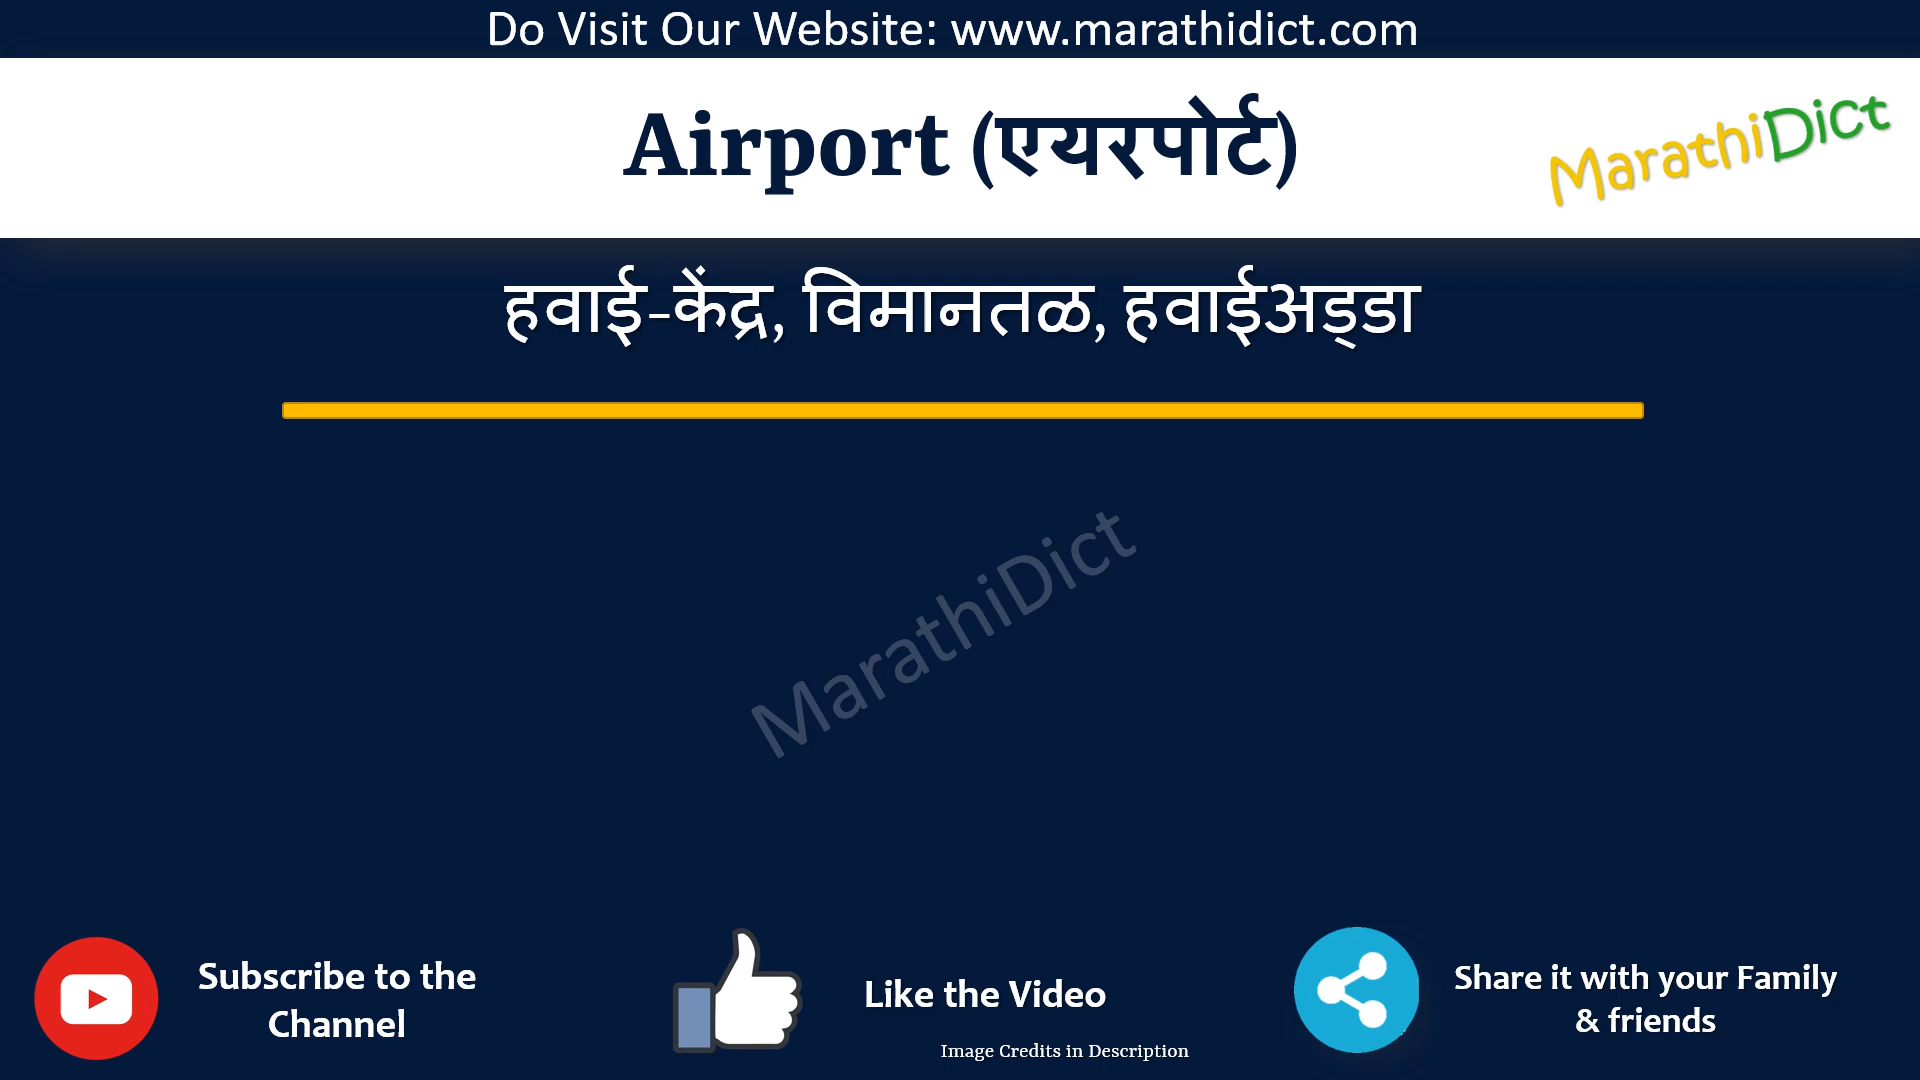 Do Visit Our Website: www.marathidict.com
Airport (एयरपोर्ट)
MarathiDict
हवाई-केंद्र, विमानतळ, हवाईअड्डा
MarathiDict
Subscribe to the
Channel
Like the Video
Image Credits in Description
Share it with your Family
& friends